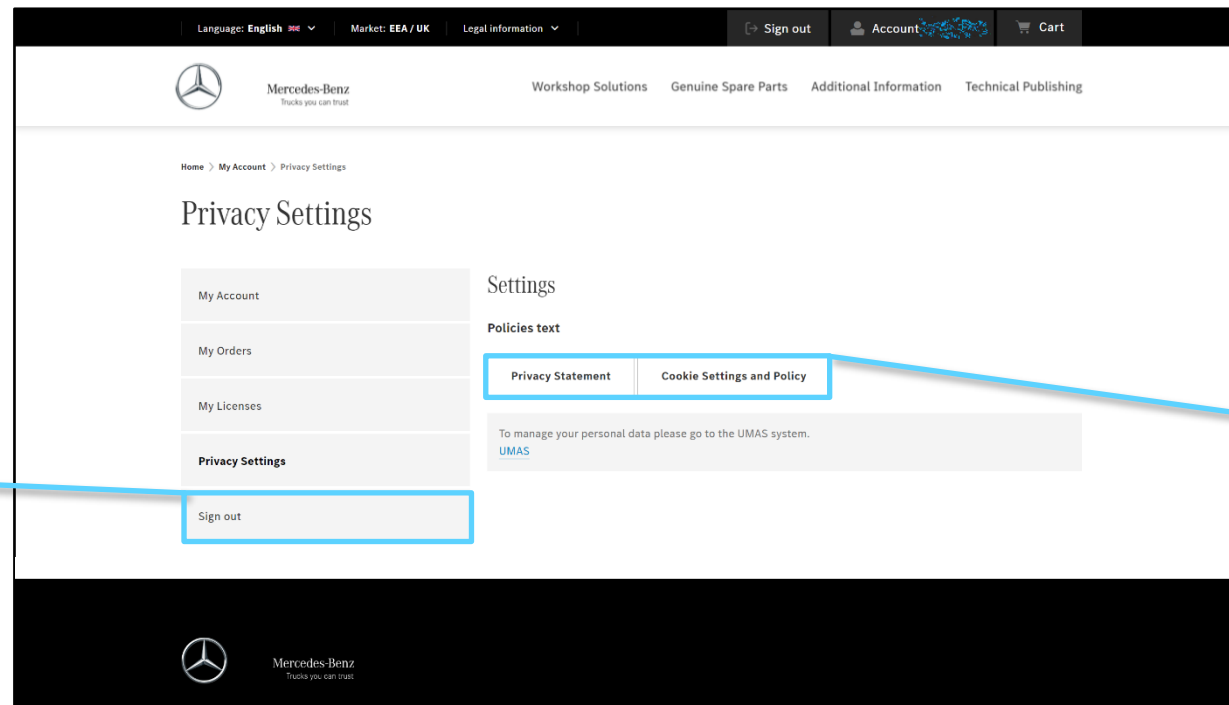 Language: English
Market: EEA / UK
Legal information
Sign out
Account
Cart
Mercedes-Benz
Trucks you can trust
Workshop Solutions
Genuine Spare Parts
Additional Information
Technical Publishing
Home > My Account > Privacy Settings
Privacy Settings
My Account
My Orders
My Licenses
Privacy Settings
Sign out
Settings
Policies text
Privacy Statement
Cookie Settings and Policy
To manage your personal data please go to the UMAS system.
UMAS
Mercedes-Benz
Trucks you can trust